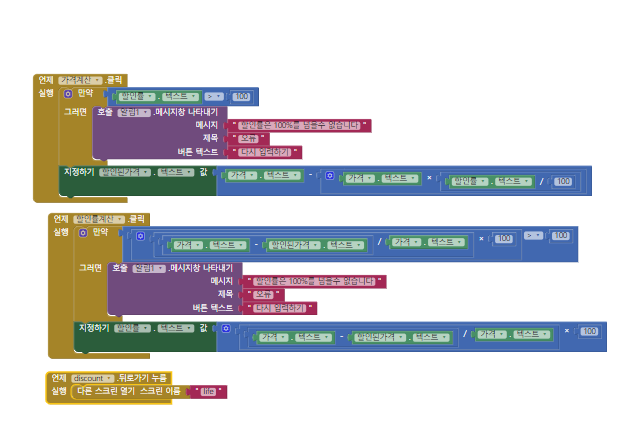 언제 가격계산 .클릭
실행 만약 할인률 . 텍스트 > 100
그러면 호출 알림1 .메시지창 나타내기
메시지 " 할인률은 100%를 넘을수 없습니다 "
제목 " 오류 "
버튼 텍스트 " 다시 입력하기 "
지정하기 할인된가격 . 텍스트 값 가격 . 텍스트 - 가격 . 텍스트 × 할인률 . 텍스트 / 100
언제 할인률계산 .클릭
실행 만약 가격 . 텍스트 - 할인된가격 . 텍스트 / 가격 . 텍스트 × 100 > 100
그러면 호출 알림1 .메시지창 나타내기
메시지 " 할인률은 100%를 넘을수 없습니다 "
제목 " 오류 "
버튼 텍스트 " 다시 입력하기 "
지정하기 할인률 . 텍스트 값 가격 . 텍스트 - 할인된가격 . 텍스트 / 가격 . 텍스트 × 100
언제 discount .뒤로가기 누름
실행 다른 스크린 열기 스크린 이름 " life "